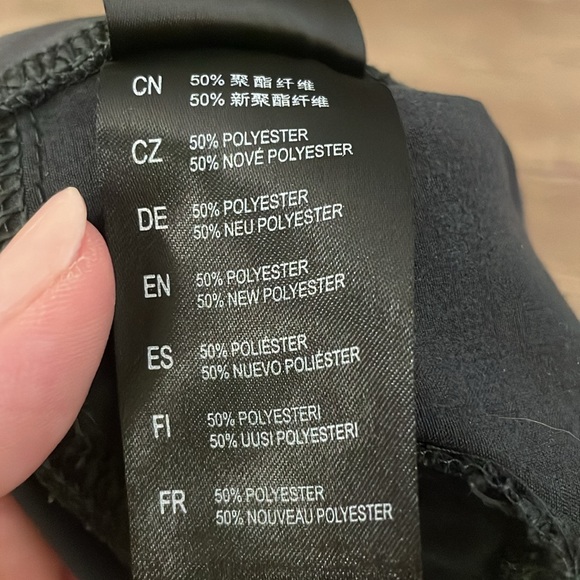 CN 50% 聚酯纤维
50% 新聚酯纤维
CZ 50% POLYESTER
50% NOVÉ POLYESTER
DE 50% POLYESTER
50% NEU POLYESTER
EN 50% POLYESTER
50% NEW POLYESTER
ES 50% POLIÉSTER
50% NUEVO POLIÉSTER
FI 50% POLYESTERI
50% UUSI POLYESTERI
FR 50% POLYESTER
50% NOUVEAU POLYESTER